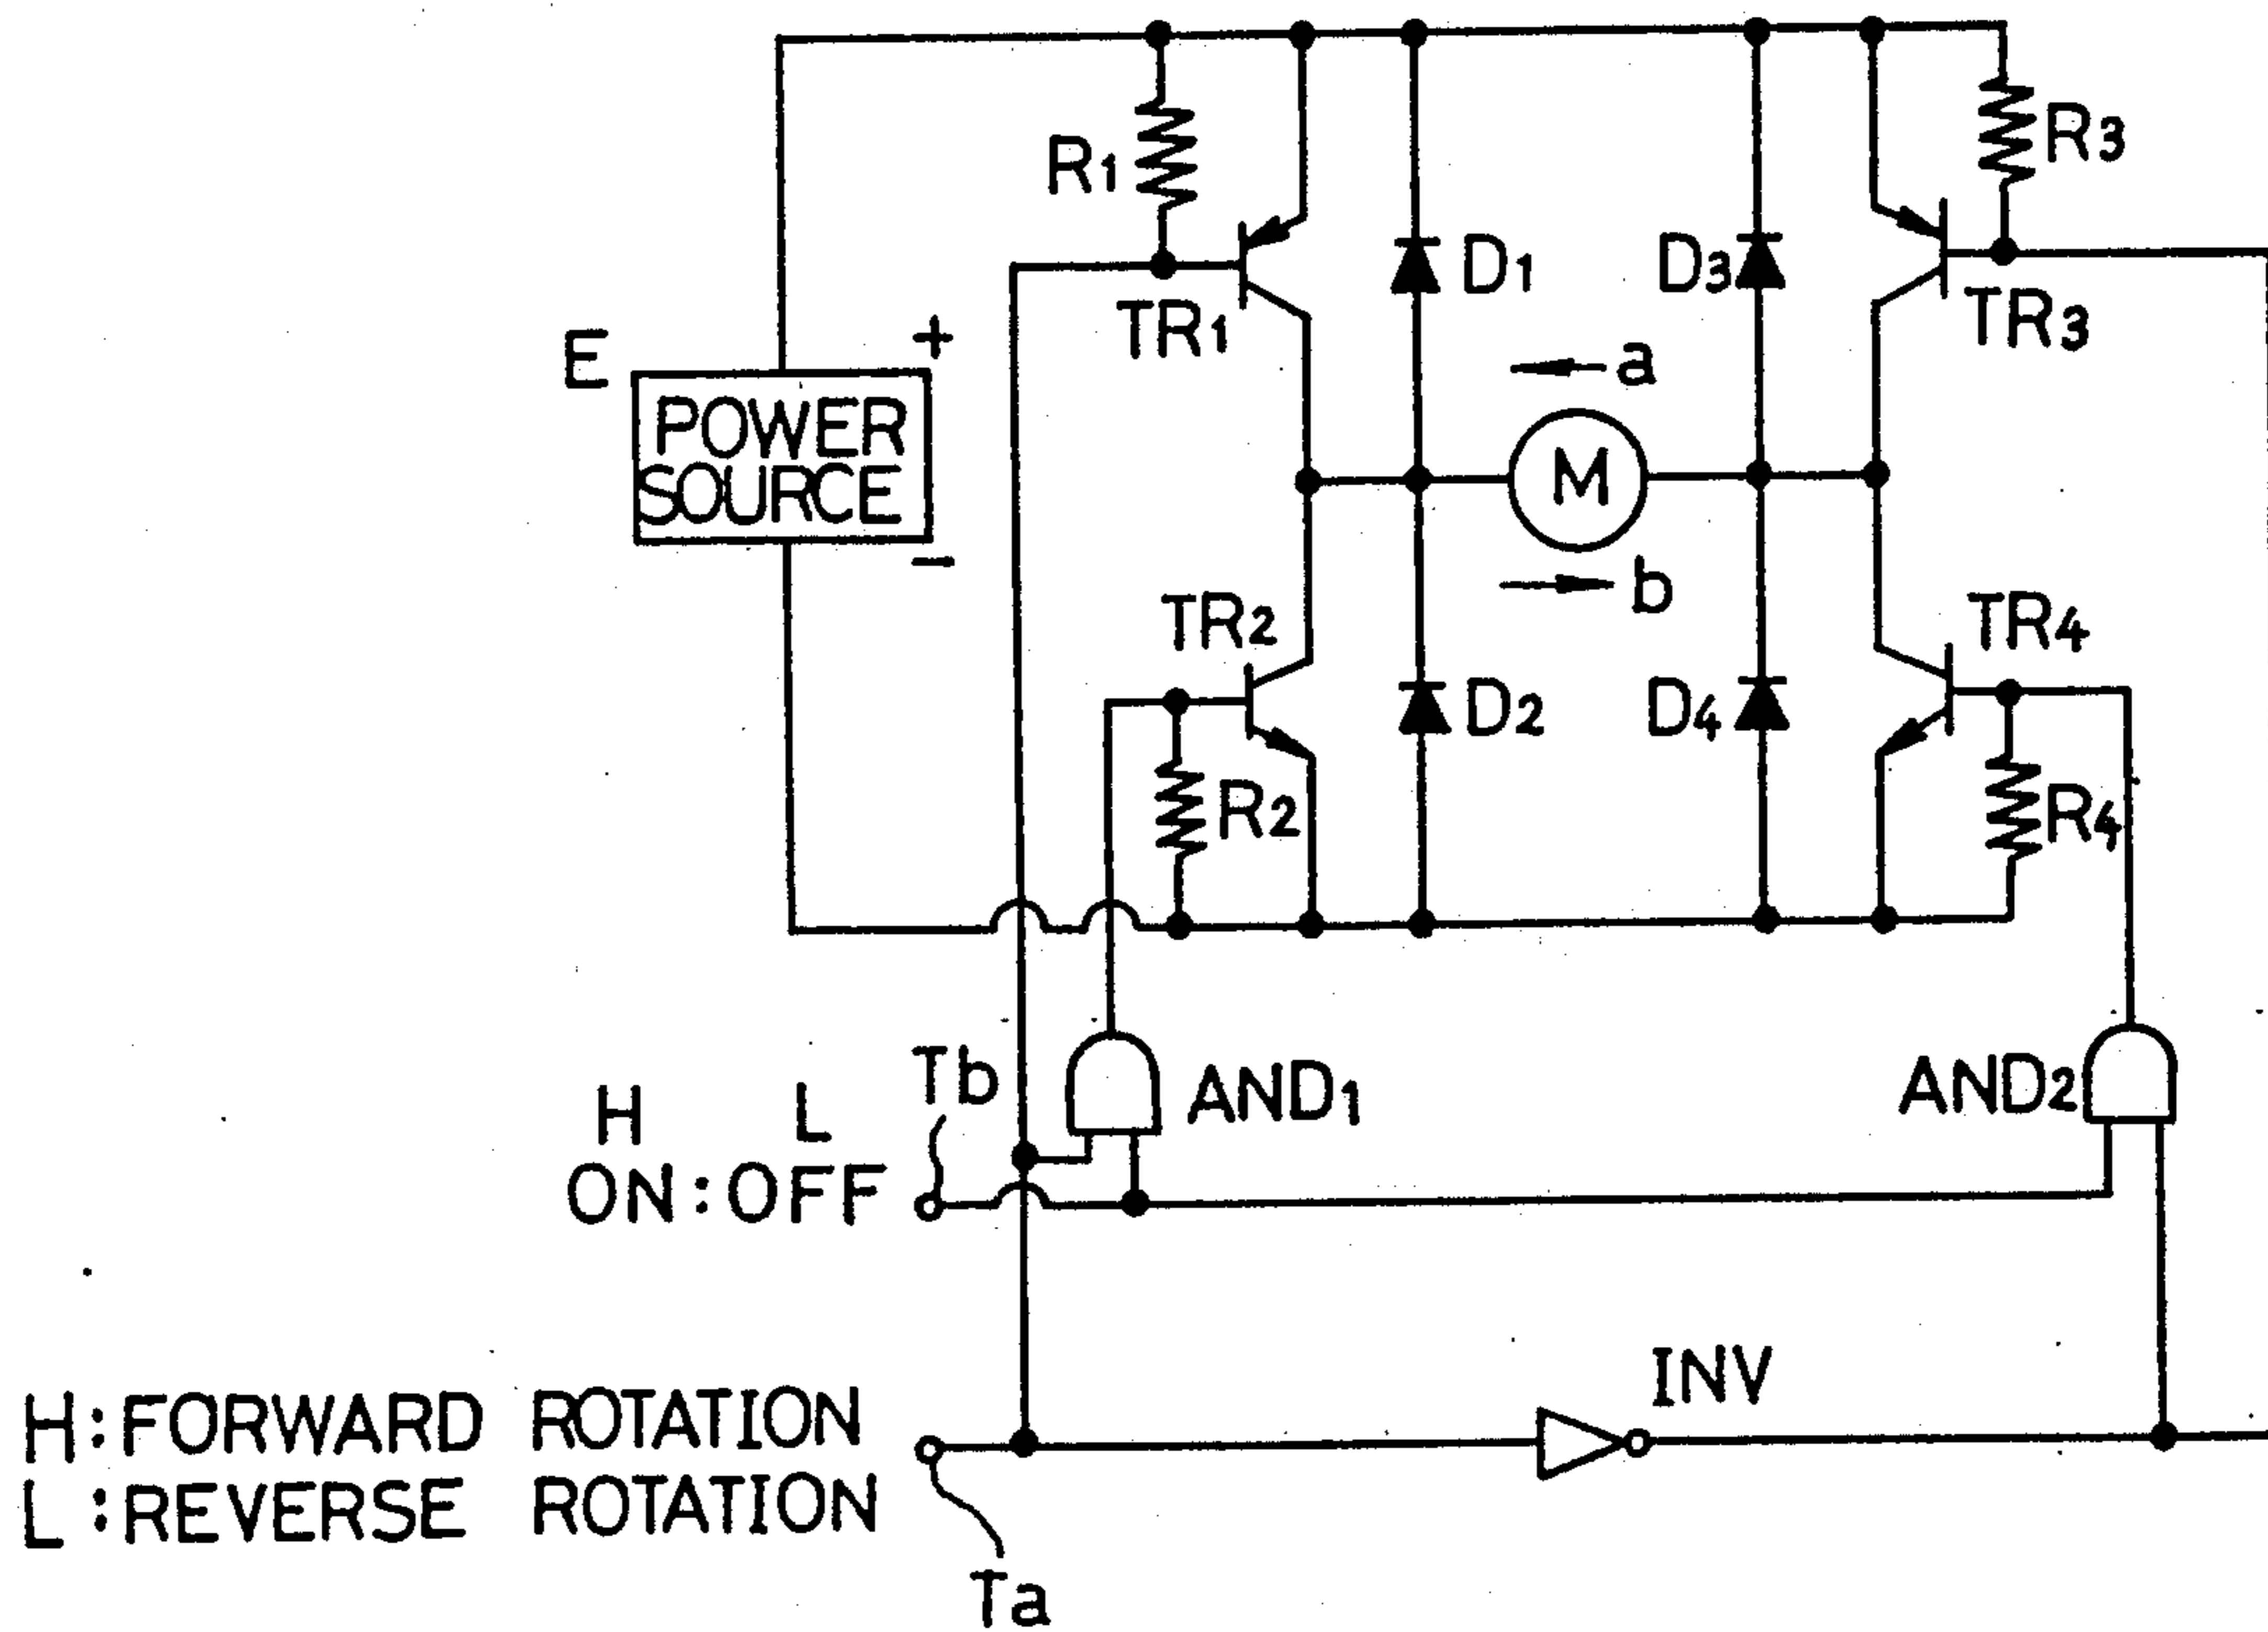 R1
R3
TR1
D1
D3
TR3
E
+
a
POWER
SOURCE
M
−
b
TR2
TR4
D2
D4
R2
R4
Tb
AND1
AND2
H L
ON:OFF
INV
H:FORWARD ROTATION
L:REVERSE ROTATION
Ta